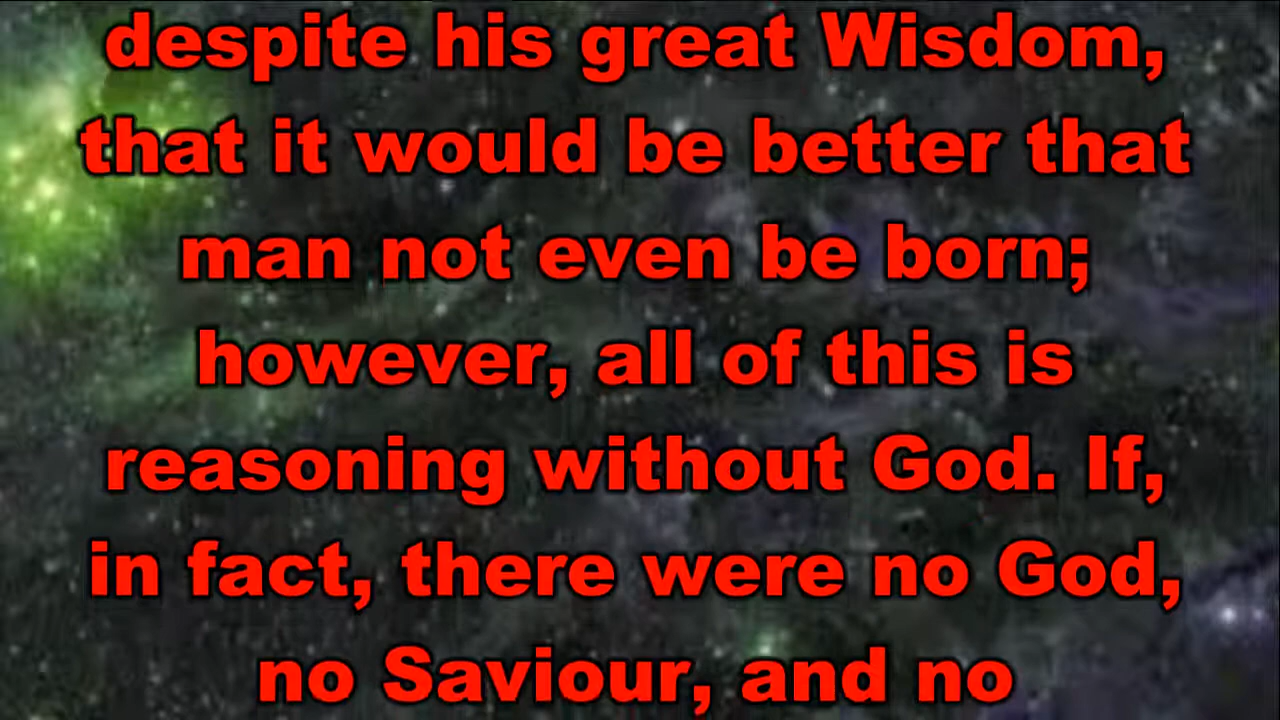 despite his great Wisdom,
that it would be better that
man not even be born;
however, all of this is
reasoning without God. If,
in fact, there were no God,
no Saviour, and no